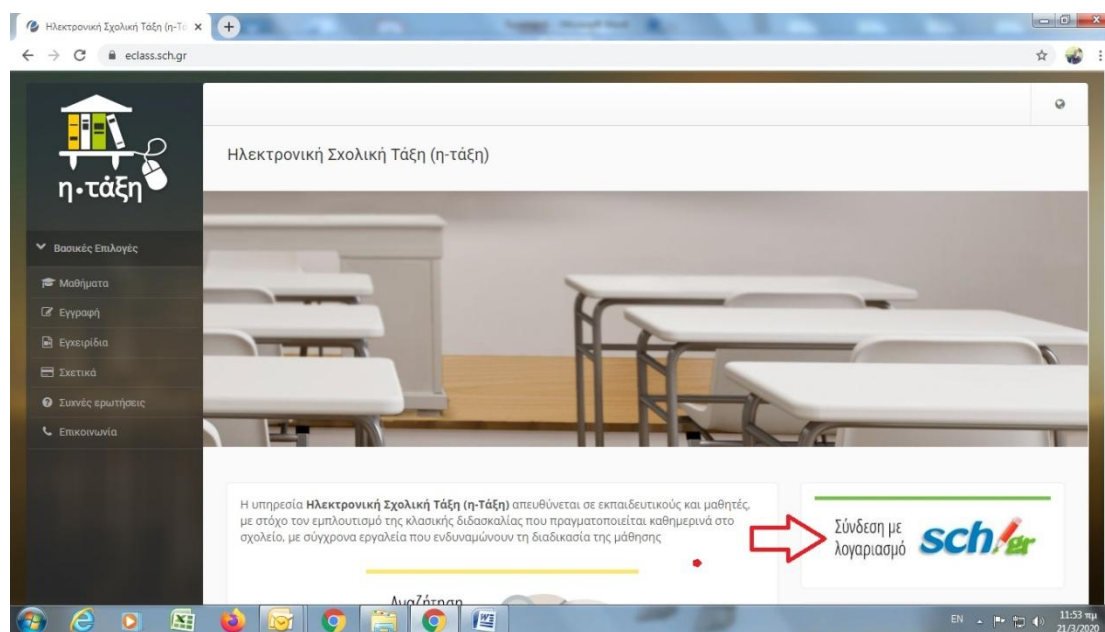 Ηλεκτρονική Σχολική Τάξη (η-Τά
eclass.sch.gr
η·τάξη
Ηλεκτρονική Σχολική Τάξη (η-τάξη)
Βασικές Επιλογές
Μαθήματα
Εγγραφή
Εγχειρίδια
Σχετικά
Συχνές ερωτήσεις
Επικοινωνία
Η υπηρεσία Ηλεκτρονική Σχολική Τάξη (η-Τάξη) απευθύνεται σε εκπαιδευτικούς και μαθητές,
με στόχο τον εμπλουτισμό της κλασικής διδασκαλίας που πραγματοποιείται καθημερινά στο
σχολείο, με σύγχρονα εργαλεία που ενδυναμώνουν τη διαδικασία της μάθησης
Σύνδεση με
λογαριασμό
sch.gr
Αναζήτηση
EN
11:53 πμ
21/3/2020